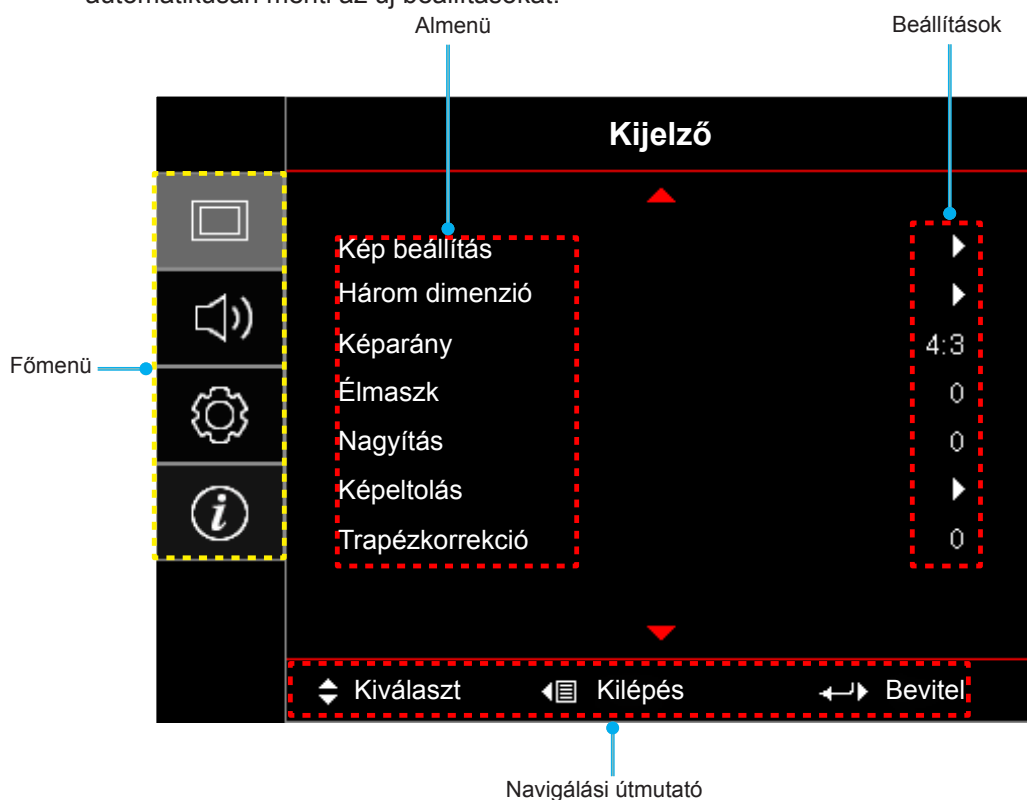 automatikusan menti az új beállításokat.
Almenü Beállítások
Kijelző
Kép beállítás
Három dimenzió
Képarány 4:3
Főmenü
Élmaszk 0
Nagyítás 0
Képeltolás
Trapézkorrekció 0
Kiválaszt Kilépés Bevitel
Navigálási útmutató